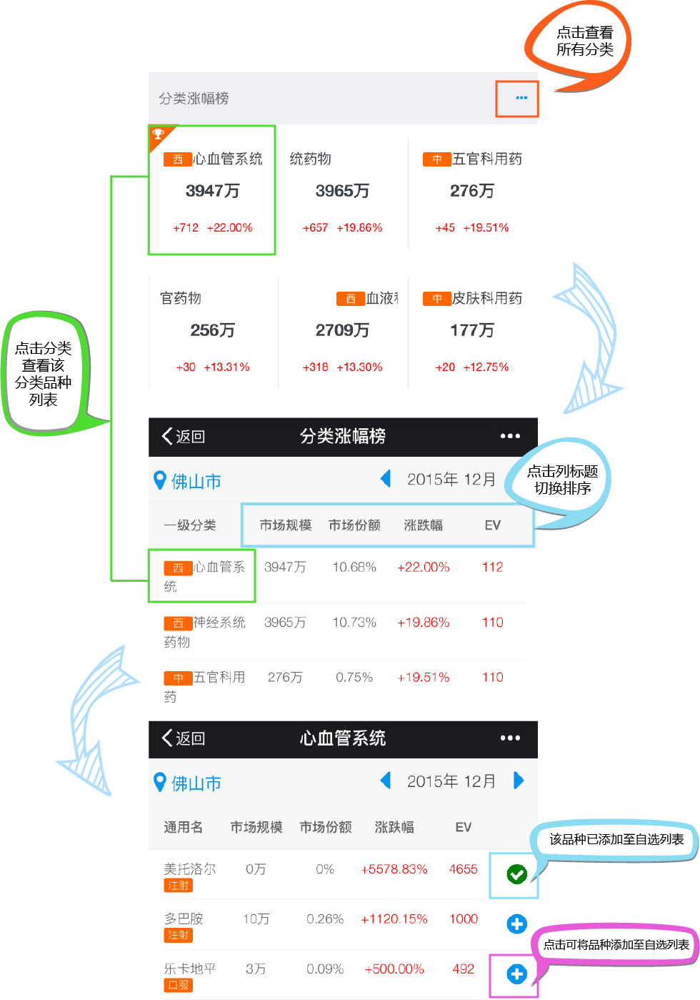 点击查看
所有分类
分类涨幅榜
西 心血管系统
3947万
+712 +22.00%
统药物
3965万
+657 +19.86%
中 五官科用药
276万
+45 +19.51%
官药物
256万
+30 +13.31%
西 血液
2709万
+318 +13.30%
中 皮肤科用药
177万
+20 +12.75%
点击分类
查看该
分类品种
列表
返回 分类涨幅榜
佛山市 2015年 12月
点击列标题
切换排序
一级分类 市场规模 市场份额 涨跌幅 EV
西 心血管系 3947万 10.68% +22.00% 112
统
西 神经系统 3965万 10.73% +19.86% 110
药物
中 五官科用 276万 0.75% +19.51% 110
药
返回 心血管系统
佛山市 2015年 12月
通用名 市场规模 市场份额 涨跌幅 EV
该品种已添加至自选列表
美托洛尔 0万 0% +5578.83% 4655
注射
多巴胺 10万 0.26% +1120.15% 1000
注射
点击可将品种添加至自选列表
乐卡地平 3万 0.09% +500.00% 492
口服